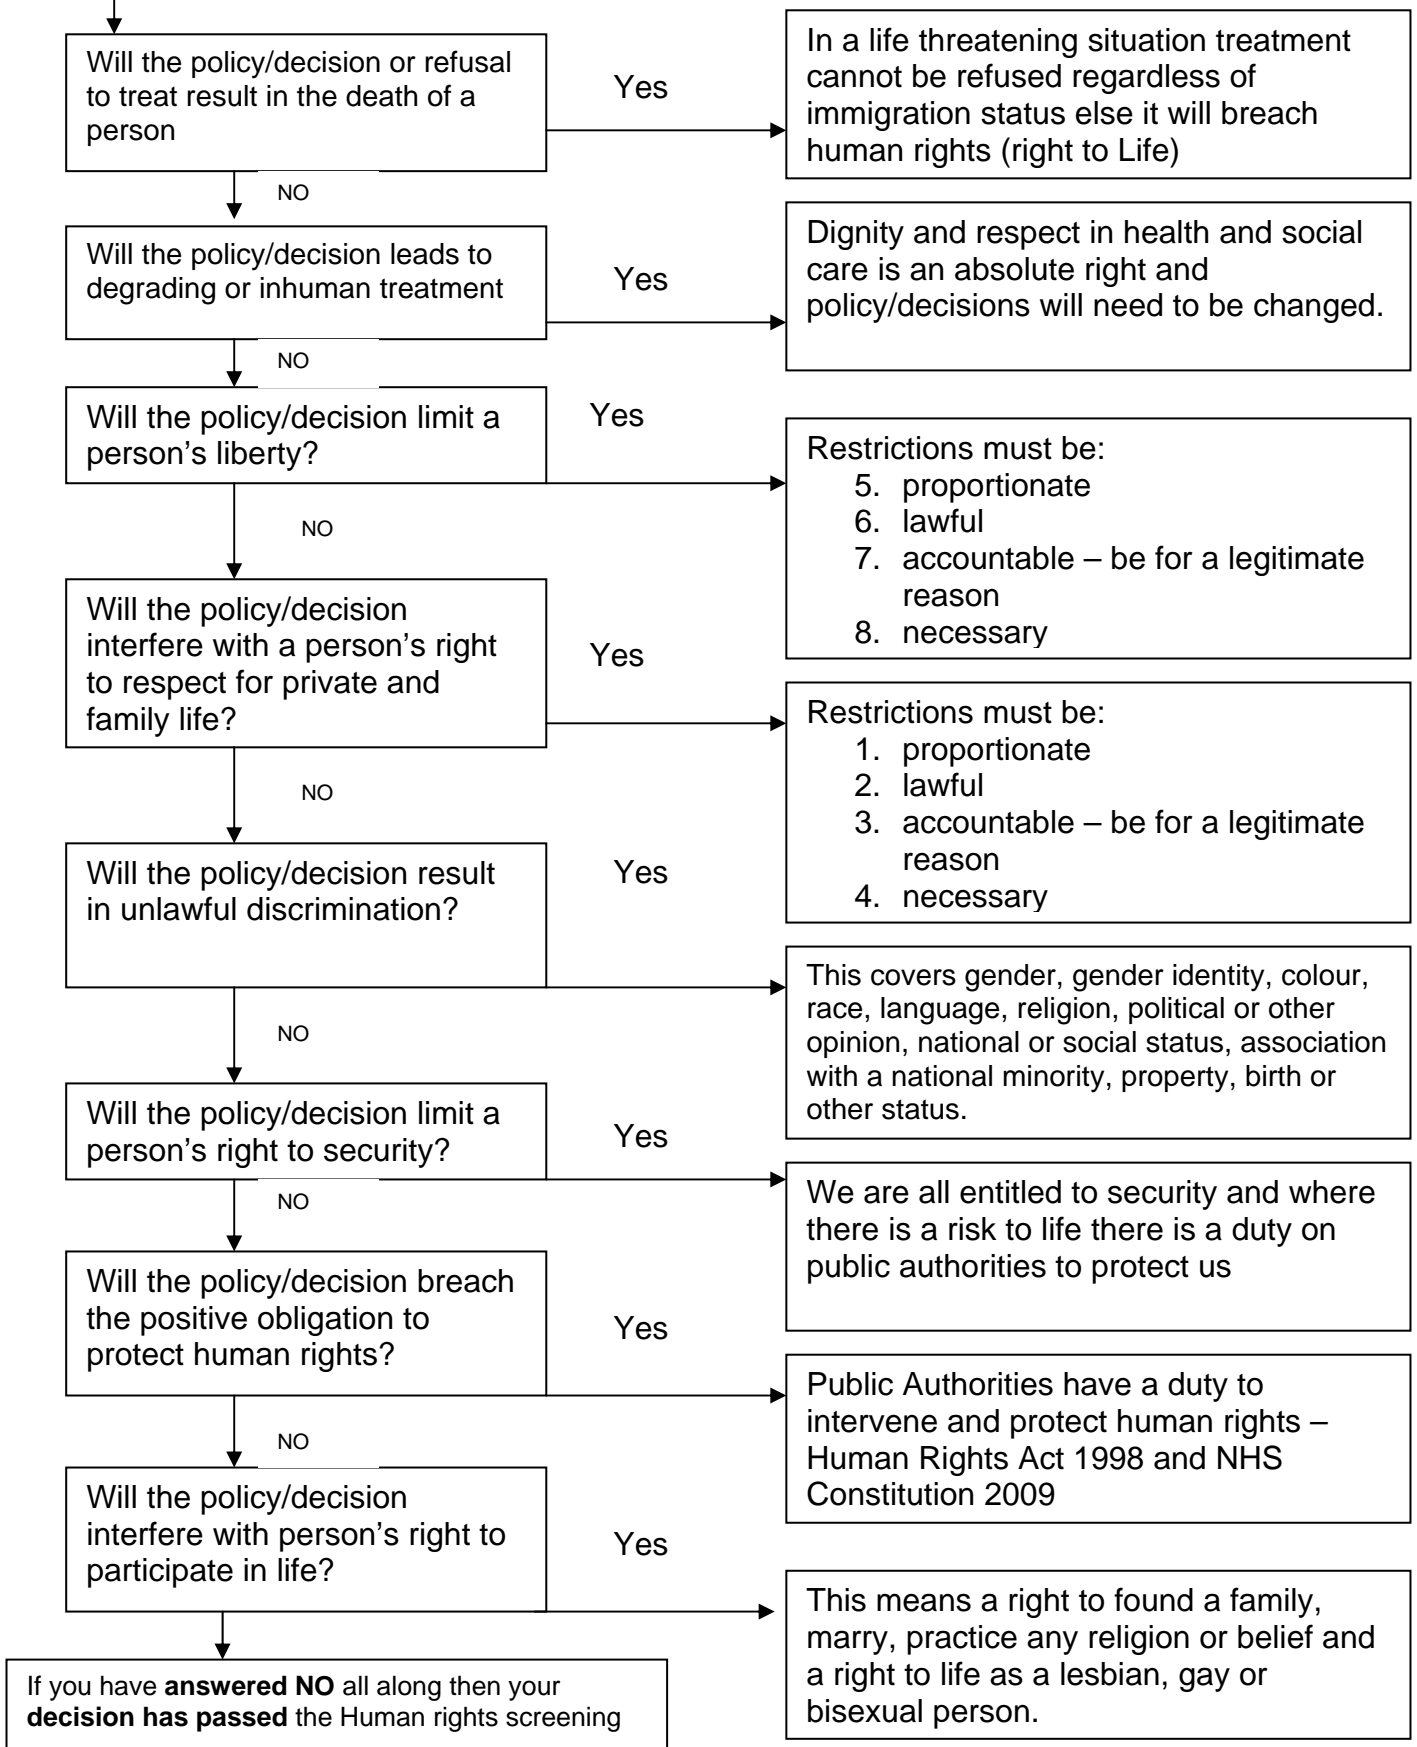 Will the policy/decision or refusal
to treat result in the death of a
person
Yes
In a life threatening situation treatment
cannot be refused regardless of
immigration status else it will breach
human rights (right to Life)
NO
Will the policy/decision leads to
degrading or inhuman treatment
Yes
Dignity and respect in health and social
care is an absolute right and
policy/decisions will need to be changed.
NO
Will the policy/decision limit a
person’s liberty?
Yes
Restrictions must be:
5. proportionate
6. lawful
7. accountable – be for a legitimate
reason
8. necessary
NO
Will the policy/decision
interfere with a person’s right
to respect for private and
family life?
Yes
Restrictions must be:
1. proportionate
2. lawful
3. accountable – be for a legitimate
reason
4. necessary
NO
Will the policy/decision result
in unlawful discrimination?
Yes
This covers gender, gender identity, colour,
race, language, religion, political or other
opinion, national or social status, association
with a national minority, property, birth or
other status.
NO
Will the policy/decision limit a
person’s right to security?
Yes
We are all entitled to security and where
there is a risk to life there is a duty on
public authorities to protect us
NO
Will the policy/decision breach
the positive obligation to
protect human rights?
Yes
Public Authorities have a duty to
intervene and protect human rights –
Human Rights Act 1998 and NHS
Constitution 2009
NO
Will the policy/decision
interfere with person’s right to
participate in life?
Yes
This means a right to found a family,
marry, practice any religion or belief and
a right to life as a lesbian, gay or
bisexual person.
If you have answered NO all along then your
decision has passed the Human rights screening